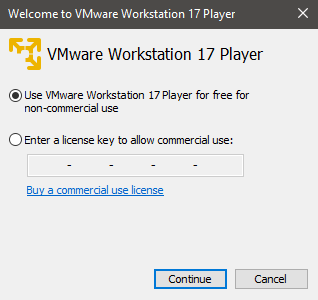 Welcome to VMware Workstation 17 Player
VMware Workstation 17 Player
Use VMware Workstation 17 Player for free for
non-commercial use
Enter a license key to allow commercial use:
- - - -
Buy a commercial use license
Continue Cancel